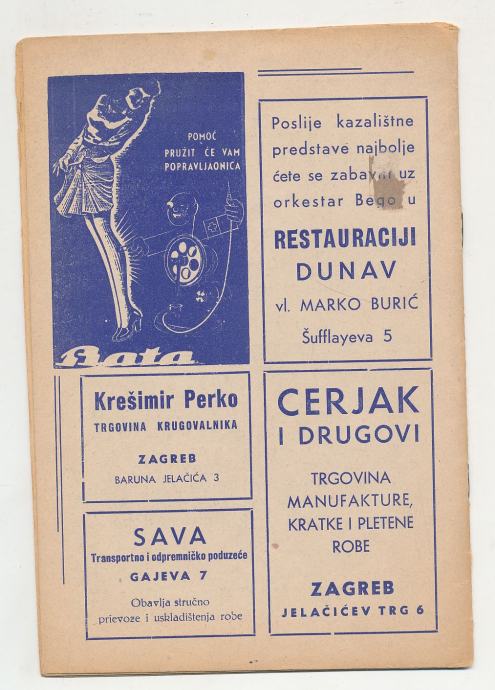 POMOĆ
PRUŽIT ĆE VAM
POPRAVLJAONICA
Bata
Poslije kazalištne
predstave najbolje
ćete se zabaviti uz
orkestar Bego u
RESTAURACIJI
DUNAV
vl. MARKO BURIĆ
Šufflayeva 5
Krešimir Perko
TRGOVINA KRUGOVALNIKA
ZAGREB
BARUNA JELAČIĆA 3
SAVA
Transportno i odpremničko poduzeće
GAJEVA 7
Obavlja stručno
prievoze i uskladištenja robe
CERJAK
I DRUGOVI
TRGOVINA
MANUFAKTURE,
KRATKE I PLETENE
ROBE
ZAGREB
JELAČIĆEV TRG 6